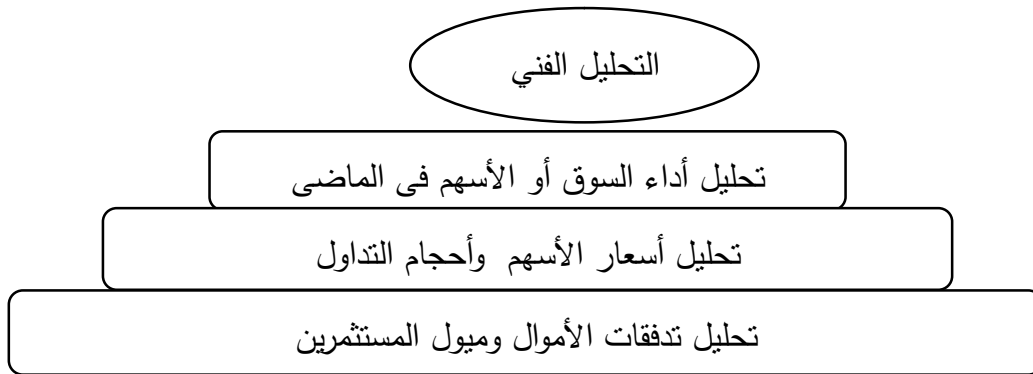 التحليل الفني
تحليل أداء السوق أو الأسهم فى الماضى
تحليل أسعار الأسهم وأحجام التداول
تحليل تدفقات الأموال وميول المستثمرين